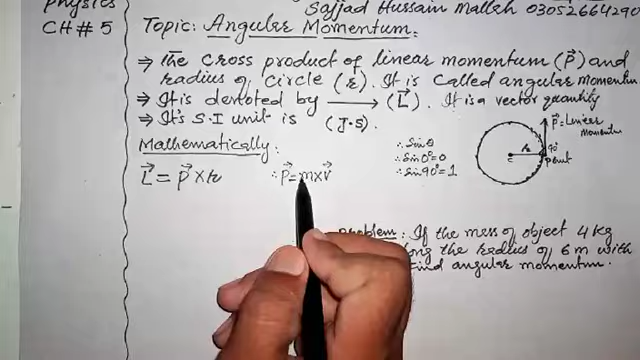 Physics
Sajjad Hussain Mallah 03052664290
CH # 5
Topic: Angular Momentum.
⇒ The cross product of linear momentum (P⃗) and
radius of circle (r). It is called angular momentum
⇒ It is denoted by ⟶ (L⃗). It is a vector quantity
⇒ It's S.I unit is (J.S).
Mathematically:
L⃗ = P⃗ × r
∴ P⃗ = m × v⃗
∴ Sinθ
∴ Sin0° = 0
∴ Sin90° = 1
P⃗ = Linear
Momentum
r
90°
c
point
problem: If the mess of object 4 kg
the radius of 6 m with
find angular momentum.